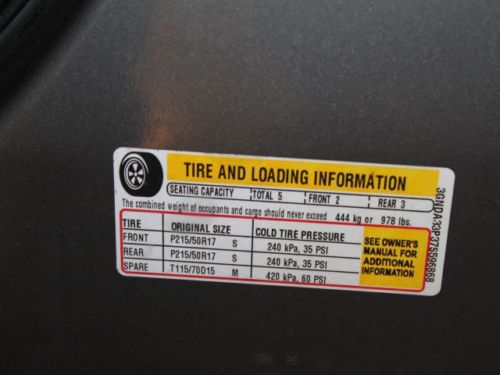 TIRE AND LOADING INFORMATION
SEATING CAPACITY TOTAL 5 FRONT 2 REAR 3
The combined weight of occupants and cargo should never exceed 444 kg or 978 lbs.
TIRE ORIGINAL SIZE COLD TIRE PRESSURE
FRONT P215/50R17 S 240 kPa, 35 PSI
REAR P215/50R17 S 240 kPa, 35 PSI
SPARE T115/70D15 M 420 kPa, 60 PSI
SEE OWNER'S
MANUAL FOR
ADDITIONAL
INFORMATION